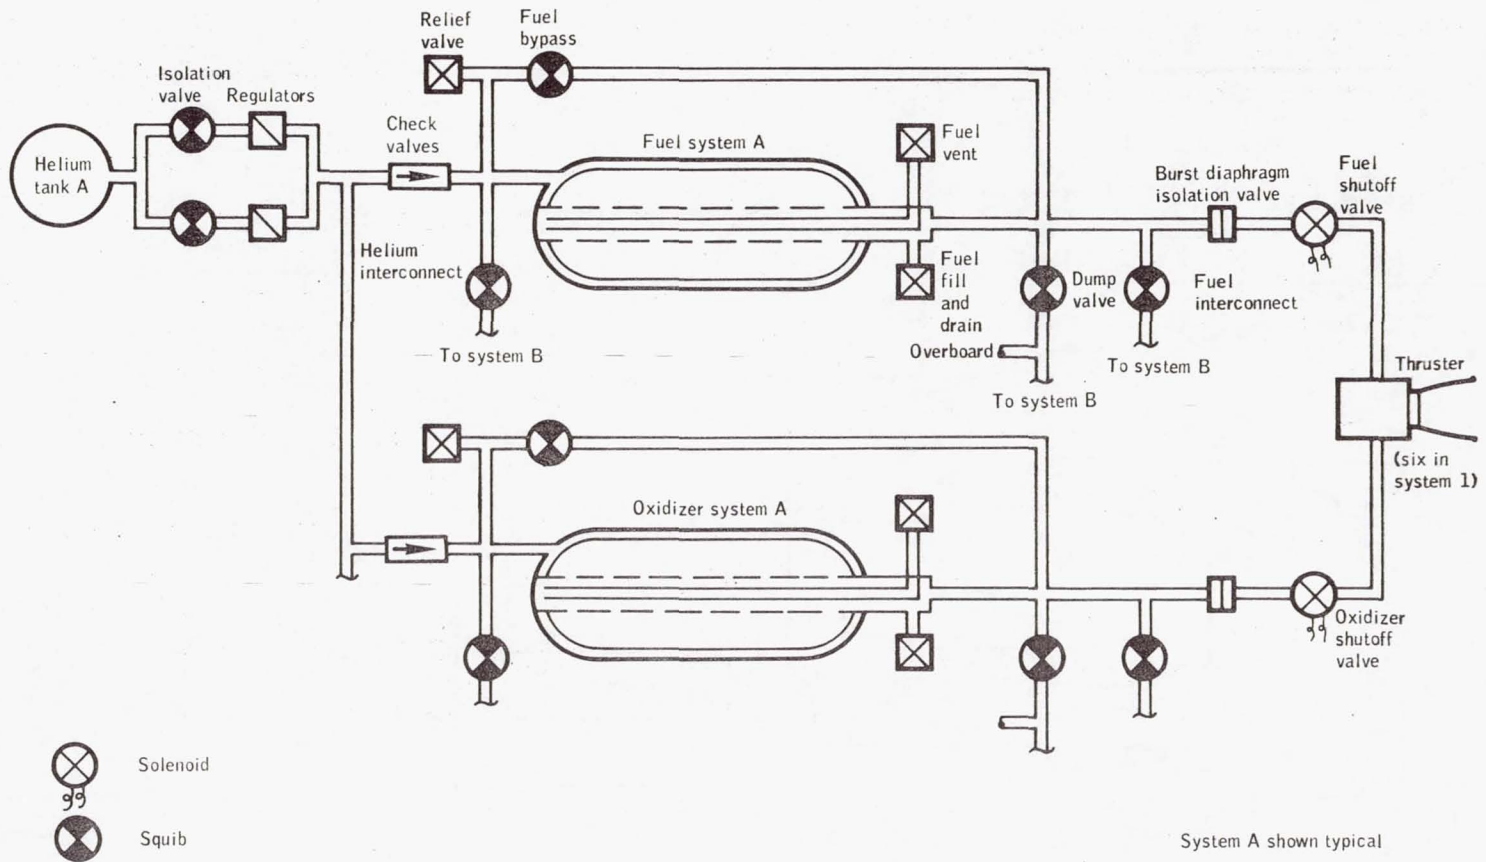 Relief
valve
Fuel
bypass
Isolation
valve
Regulators
Check
valves
Helium
tank A
Fuel system A
Fuel
vent
Burst diaphragm
isolation valve
Fuel
shutoff
valve
Helium
interconnect
Fuel
fill
and
drain
Dump
valve
Fuel
interconnect
Overboard
To system B
To system B
To system B
Thruster
(six in
system 1)
Oxidizer system A
Oxidizer
shutoff
valve
Solenoid
Squib
System A shown typical